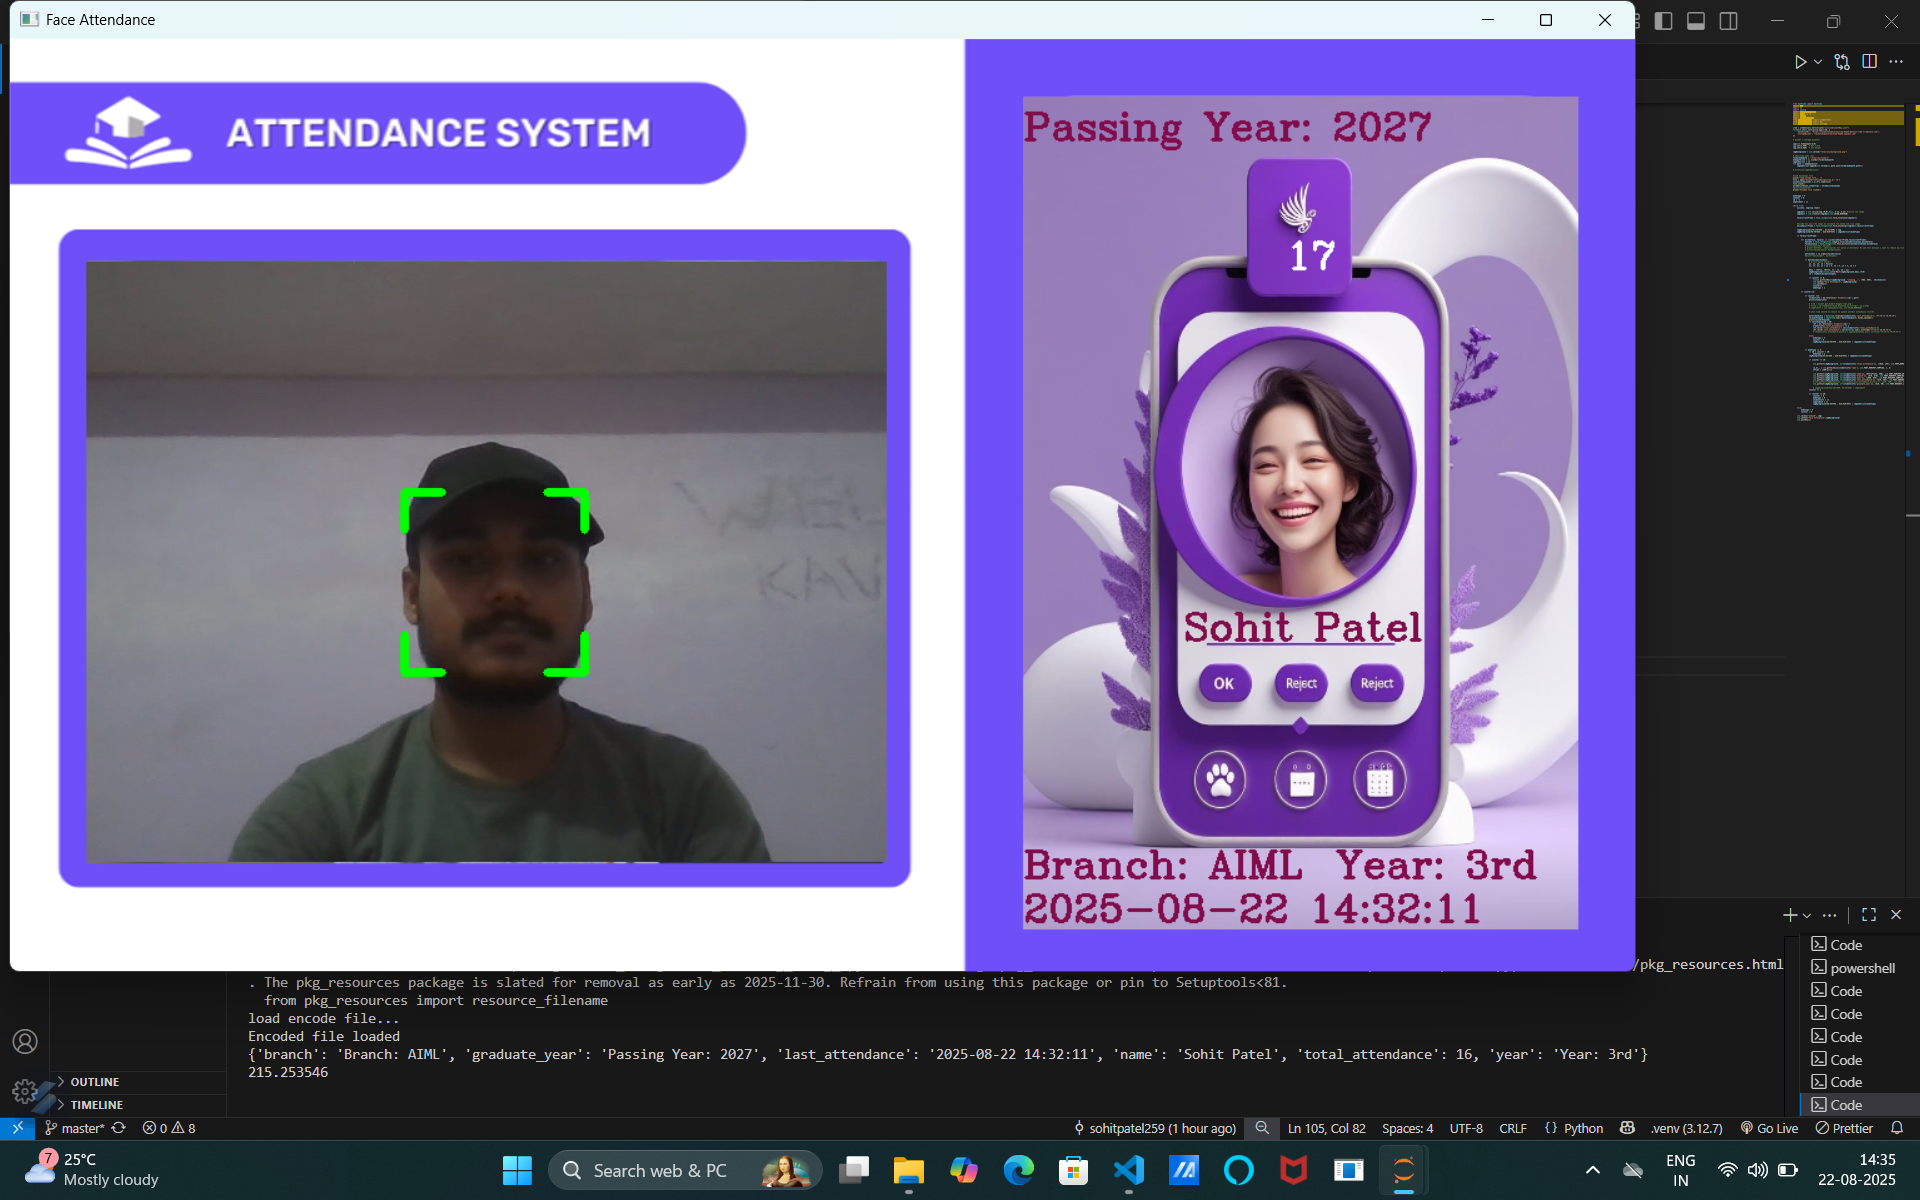 Face Attendance
ATTENDANCE SYSTEM
WEL
KAV
Passing Year: 2027
17
Sohit Patel
OK Reject Reject
Branch: AIML Year: 3rd
2025-08-22 14:32:11
/pkg_resources.html
. The pkg_resources package is slated for removal as early as 2025-11-30. Refrain from using this package or pin to Setuptools<81.
from pkg_resources import resource_filename
load encode file...
Encoded file loaded
{'branch': 'Branch: AIML', 'graduate_year': 'Passing Year: 2027', 'last_attendance': '2025-08-22 14:32:11', 'name': 'Sohit Patel', 'total_attendance': 16, 'year': 'Year: 3rd'}
215.253546
Code
powershell
Code
Code
Code
Code
Code
Code
OUTLINE
TIMELINE
master* 0 8 sohitpatel259 (1 hour ago) Ln 105, Col 82 Spaces: 4 UTF-8 CRLF {} Python .venv (3.12.7) Go Live Prettier
7
25°C
Mostly cloudy
Search web & PC
ENG
IN
14:35
22-08-2025